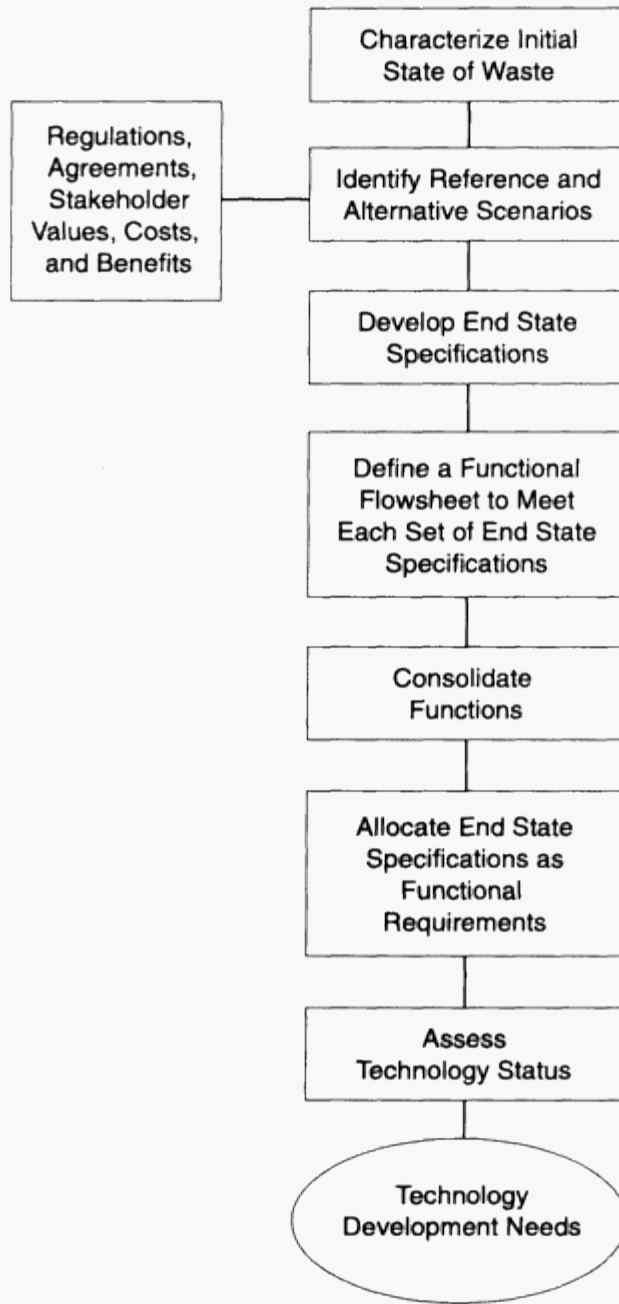 Characterize Initial
State of Waste
Regulations,
Agreements,
Stakeholder
Values, Costs,
and Benefits
Identify Reference and
Alternative Scenarios
Develop End State
Specifications
Define a Functional
Flowsheet to Meet
Each Set of End State
Specifications
Consolidate
Functions
Allocate End State
Specifications as
Functional
Requirements
Assess
Technology Status
Technology
Development Needs